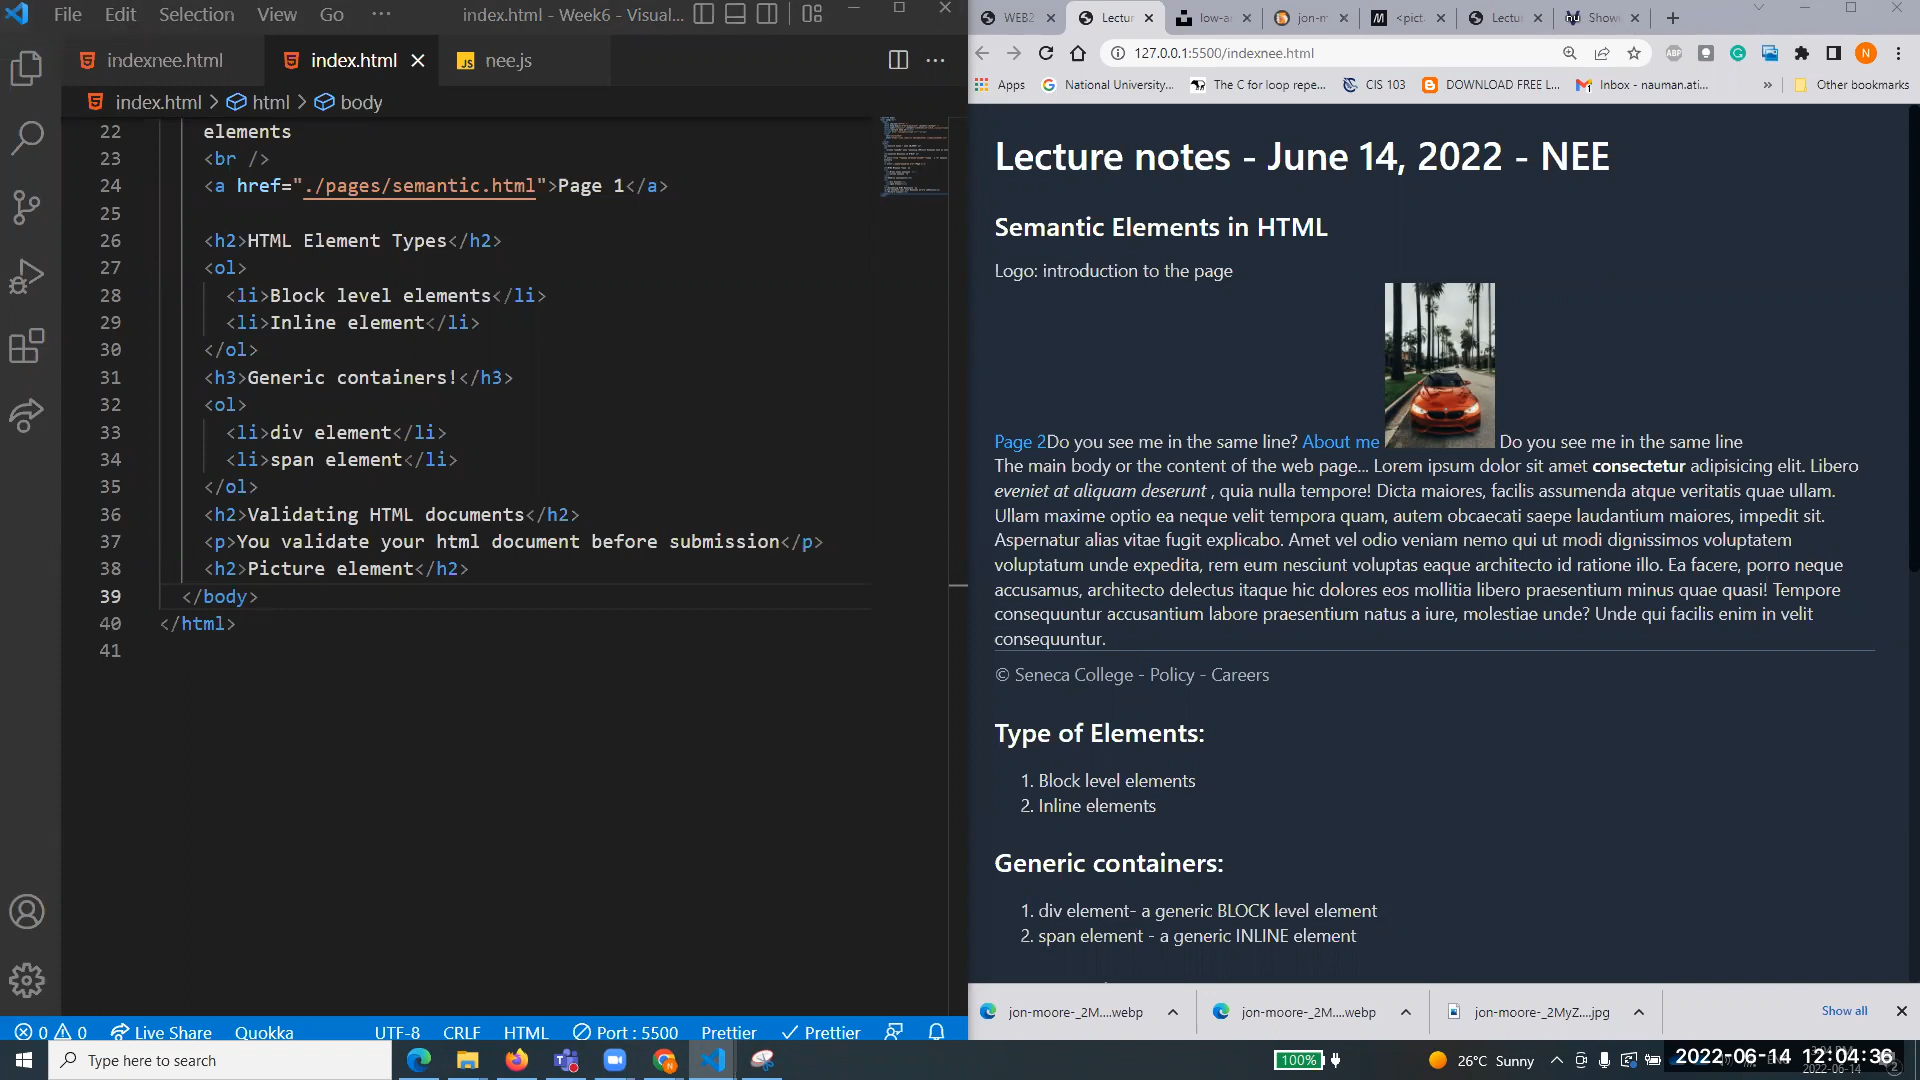 File Edit Selection View Go ... index.html - Week6 - Visual...
indexnee.html index.html nee.js
index.html > html > body
22 elements
23 <br />
24 <a href="./pages/semantic.html">Page 1</a>
25
26 <h2>HTML Element Types</h2>
27 <ol>
28 <li>Block level elements</li>
29 <li>Inline element</li>
30 </ol>
31 <h3>Generic containers!</h3>
32 <ol>
33 <li>div element</li>
34 <li>span element</li>
35 </ol>
36 <h2>Validating HTML documents</h2>
37 <p>You validate your html document before submission</p>
38 <h2>Picture element</h2>
39 </body>
40 </html>
41
0 0 Live Share Quokka UTF-8 CRLF HTML Port : 5500 Prettier Prettier
WEB2 Lectur low-a jon-m <pict Lectu Show
127.0.0.1:5500/indexnee.html
Apps National University... The C for loop repe... CIS 103 DOWNLOAD FREE L... Inbox - nauman.ati... » Other bookmarks
Lecture notes - June 14, 2022 - NEE
Semantic Elements in HTML
Logo: introduction to the page
Page 2Do you see me in the same line? About me Do you see me in the same line
The main body or the content of the web page... Lorem ipsum dolor sit amet consectetur adipisicing elit. Libero
eveniet at aliquam deserunt , quia nulla tempore! Dicta maiores, facilis assumenda atque veritatis quae ullam.
Ullam maxime optio ea neque velit tempora quam, autem obcaecati saepe laudantium maiores, impedit sit.
Aspernatur alias vitae fugit explicabo. Amet vel odio veniam nemo qui ut modi dignissimos voluptatem
voluptatum unde expedita, rem eum nesciunt voluptas eaque architecto id ratione illo. Ea facere, porro neque
accusamus, architecto delectus itaque hic dolores eos mollitia libero praesentium minus quae quasi! Tempore
consequuntur accusantium labore praesentium natus a iure, molestiae unde? Unde qui facilis enim in velit
consequuntur.
© Seneca College - Policy - Careers
Type of Elements:
1. Block level elements
2. Inline elements
Generic containers:
1. div element- a generic BLOCK level element
2. span element - a generic INLINE element
jon-moore-_2M....webp jon-moore-_2M....webp jon-moore-_2MyZ....jpg Show all
Type here to search 100% 26°C Sunny 2022-06-14 12:04:36
2022-06-14